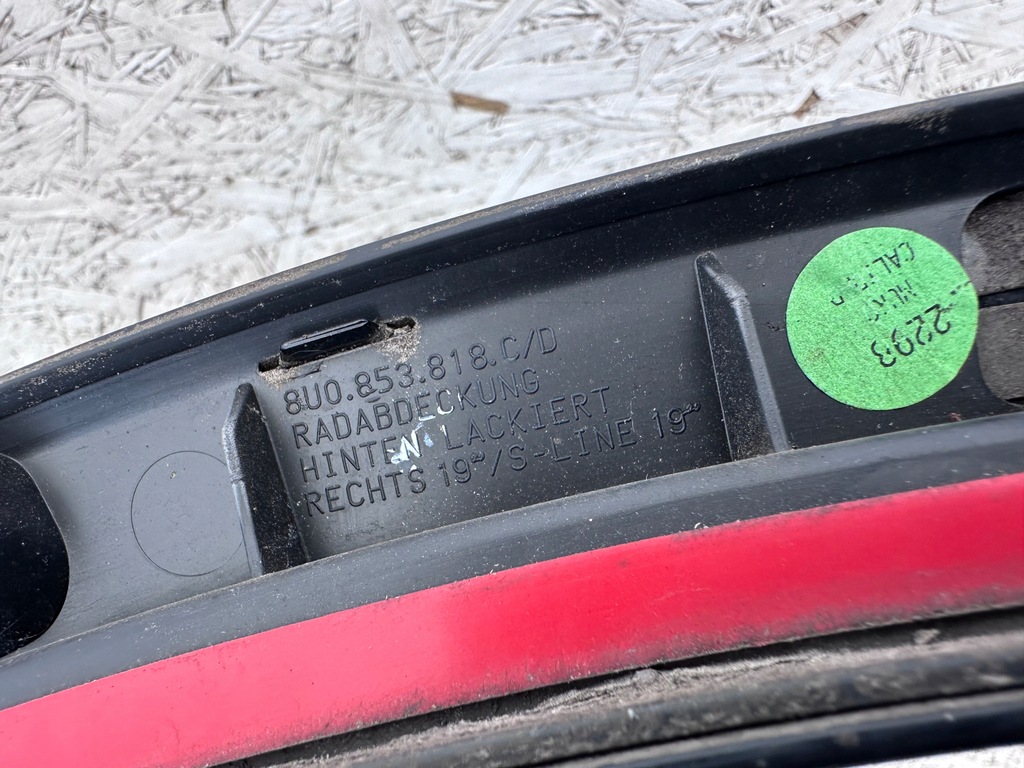 8U0.853.818.C/D
RADABDECKUNG
HINTEN LACKIERT
RECHTS 19"/S-LINE 19"
2293